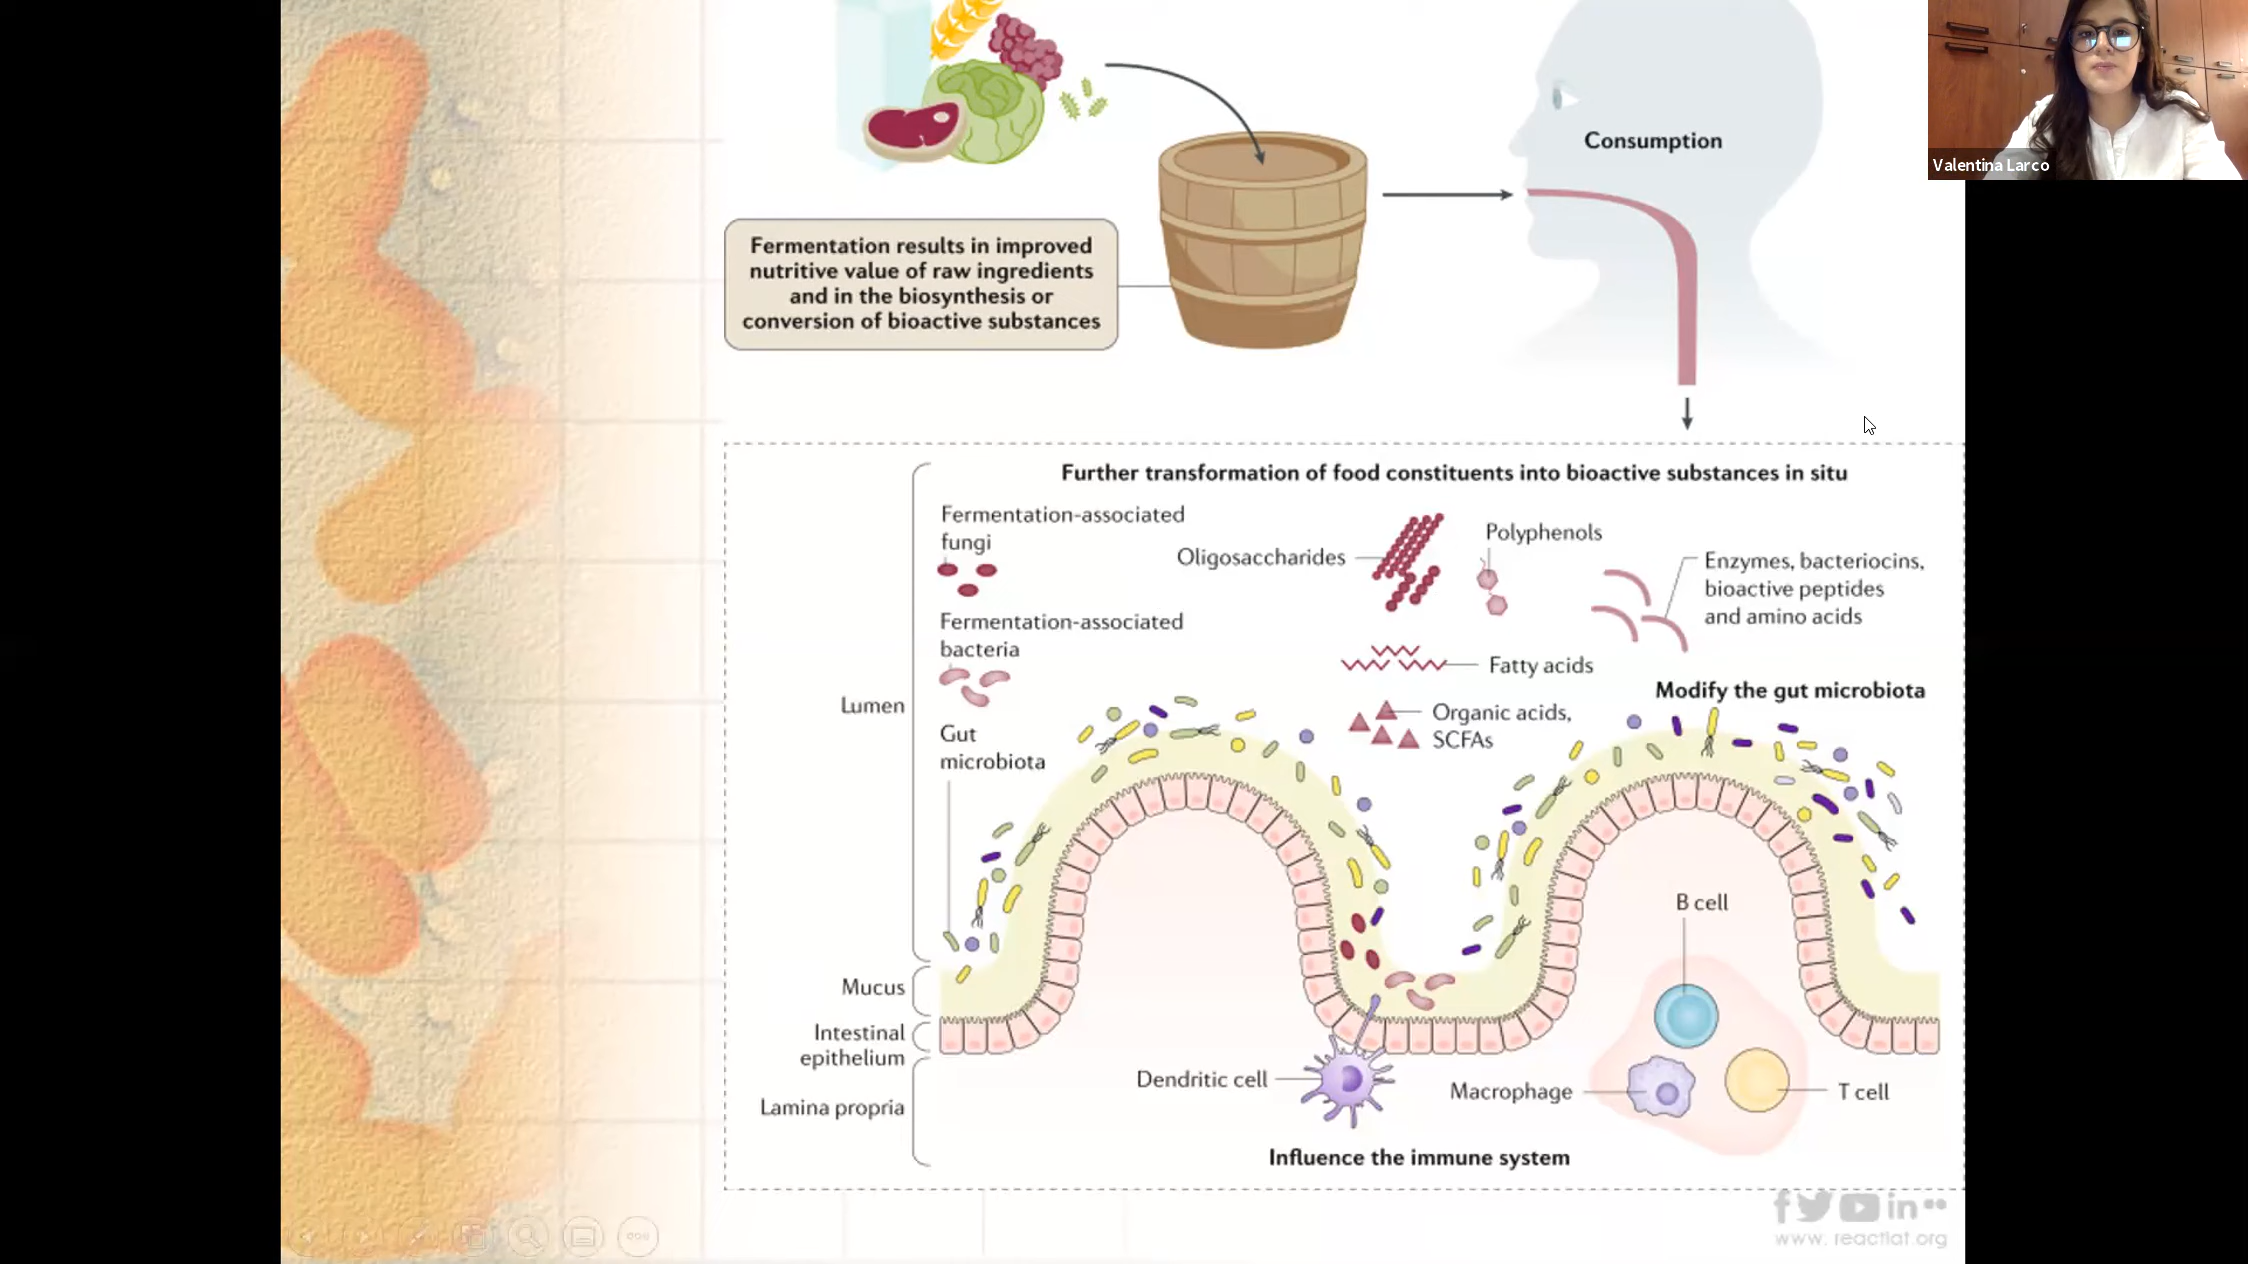 Valentina Larco
Consumption
Fermentation results in improved
nutritive value of raw ingredients
and in the biosynthesis or
conversion of bioactive substances
Further transformation of food constituents into bioactive substances in situ
Fermentation-associated
fungi
Oligosaccharides
Polyphenols
Enzymes, bacteriocins,
bioactive peptides
and amino acids
Fermentation-associated
bacteria
Fatty acids
Modify the gut microbiota
Lumen
Organic acids,
SCFAs
Gut
microbiota
B cell
Mucus
Intestinal
epithelium
Dendritic cell
Macrophage
T cell
Lamina propria
Influence the immune system
www. reactlat.org